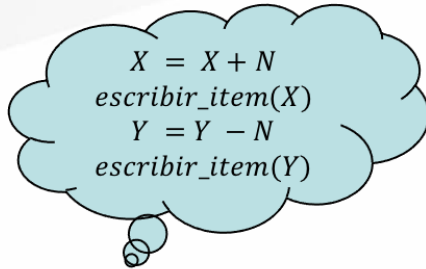 X = X + N
escribir_item(X)
Y = Y − N
escribir_item(Y)